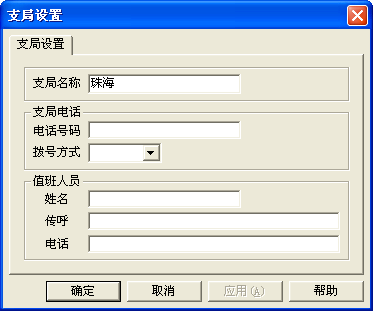 支局设置
支局设置
支局名称 珠海
支局电话
电话号码
拨号方式
值班人员
姓名
传呼
电话
确定 取消 应用(A) 帮助